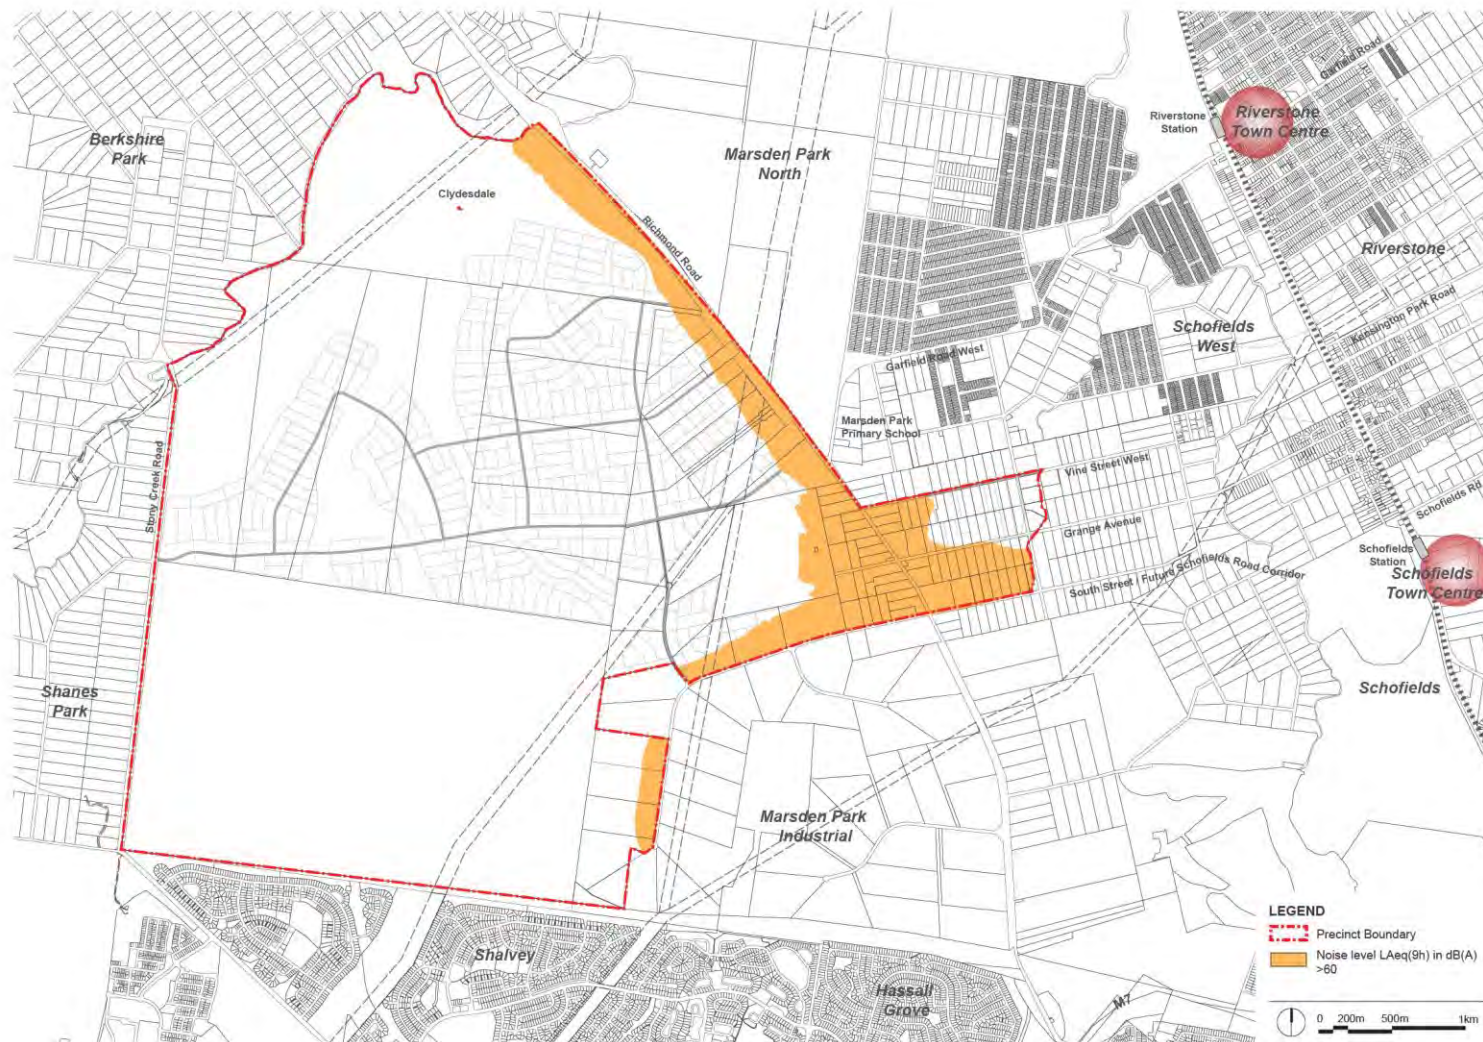 Garfield Road
Riverstone
Station
Riverstone
Town Centre
Berkshire
Park
Marsden Park
North
Clydesdale
Richmond Road
Riverstone
Kensington Park Road
Schofields
West
Garfield Road West
Marsden Park
Primary School
Vine Street West
Stony Creek Road
Schofields Rd
Grange Avenue
Schofields
Station
Schofields
Town Centre
South Street / Future Schofields Road Corridor
Shanes
Park
Schofields
Marsden Park
Industrial
Shalvey
Hassall
Grove
M7
LEGEND
Precinct Boundary
Noise level LAeq(9h) in dB(A)
>60
0 200m 500m 1km